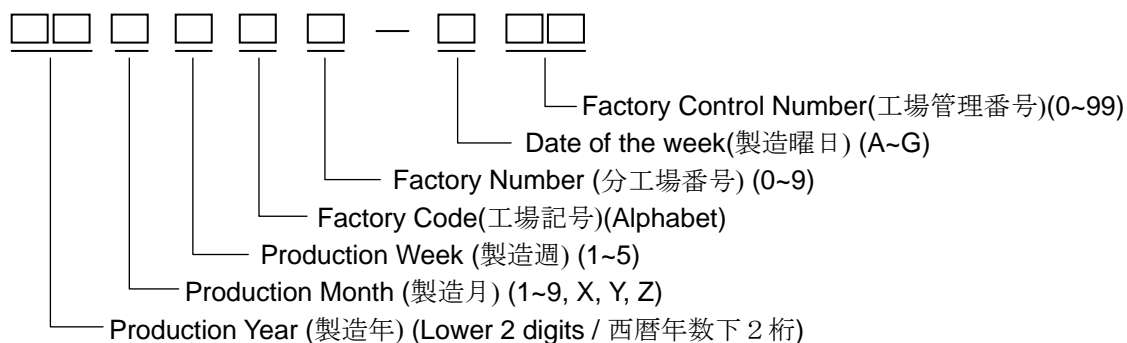 Factory Control Number(工場管理番号)(0~99)
Date of the week(製造曜日) (A~G)
Factory Number (分工場番号) (0~9)
Factory Code(工場記号)(Alphabet)
Production Week (製造週) (1~5)
Production Month (製造月) (1~9, X, Y, Z)
Production Year (製造年) (Lower 2 digits / 西暦年数下２桁)